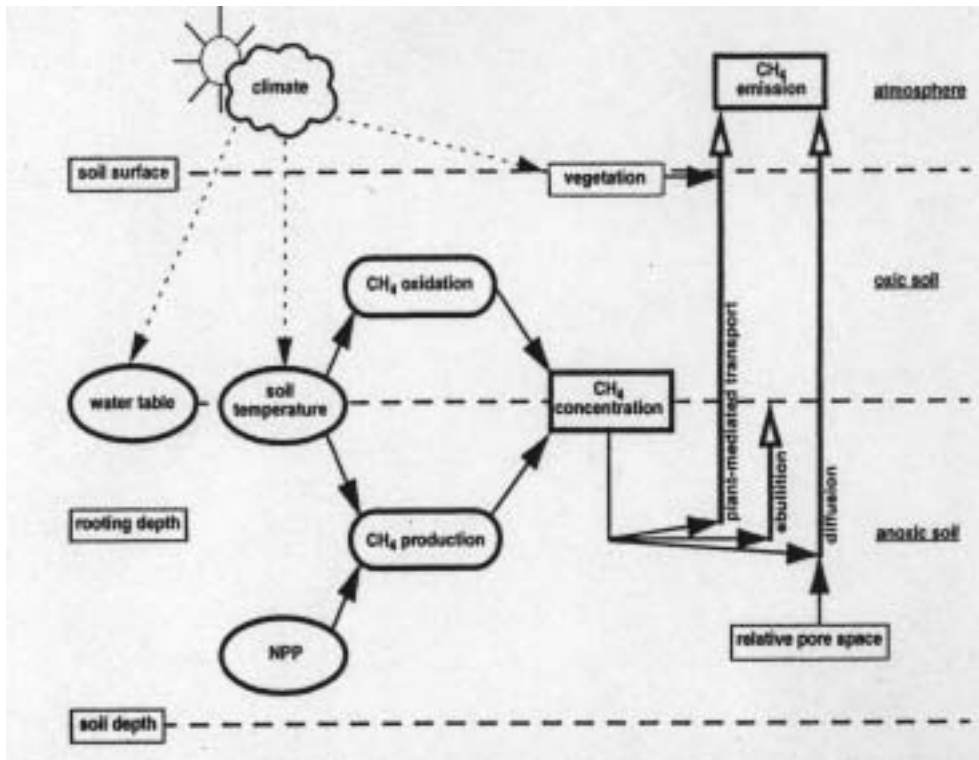 climate
CH₄
emission
atmosphere
soil surface
vegetation
oxic soil
CH₄ oxidation
plant-mediated transport
water table
soil
temperature
CH₄
concentration
ebullition
diffusion
rooting depth
CH₄ production
anoxic soil
NPP
relative pore space
soil depth